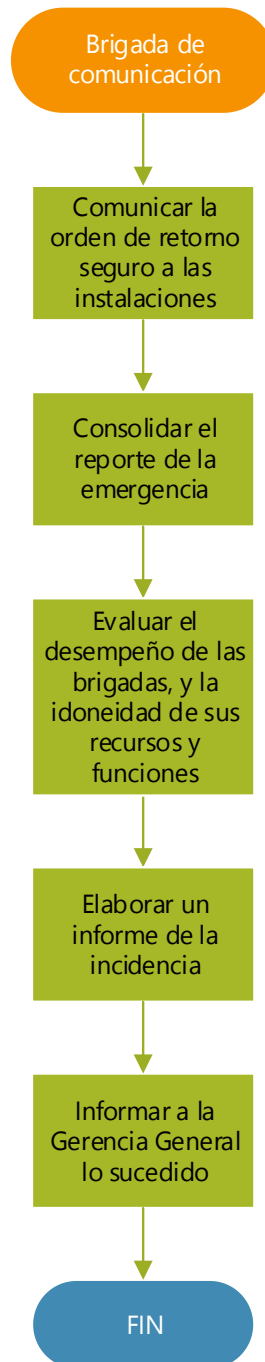 Brigada de
comunicación
Comunicar la
orden de retorno
seguro a las
instalaciones
Consolidar el
reporte de la
emergencia
Evaluar el
desempeño de las
brigadas, y la
idoneidad de sus
recursos y
funciones
Elaborar un
informe de la
incidencia
Informar a la
Gerencia General
lo sucedido
FIN